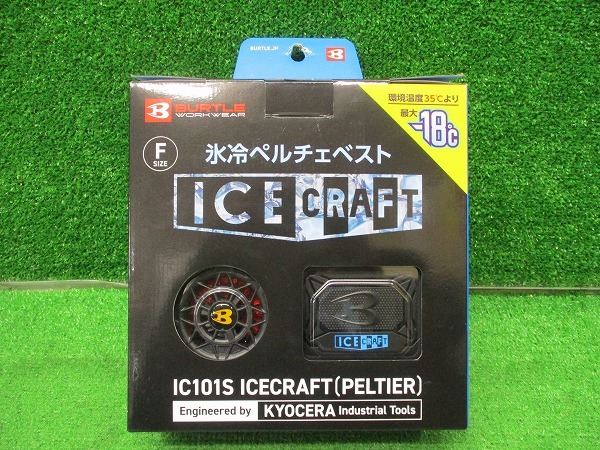 BURTLE.JP
B
BURTLE
WORKWEAR
環境温度35℃より
最大
-18℃
F
SIZE
氷冷ペルチェベスト
ICE CRAFT
B
B
ICE CRAFT
IC101S ICECRAFT(PELTIER)
Engineered by KYOCERA Industrial Tools